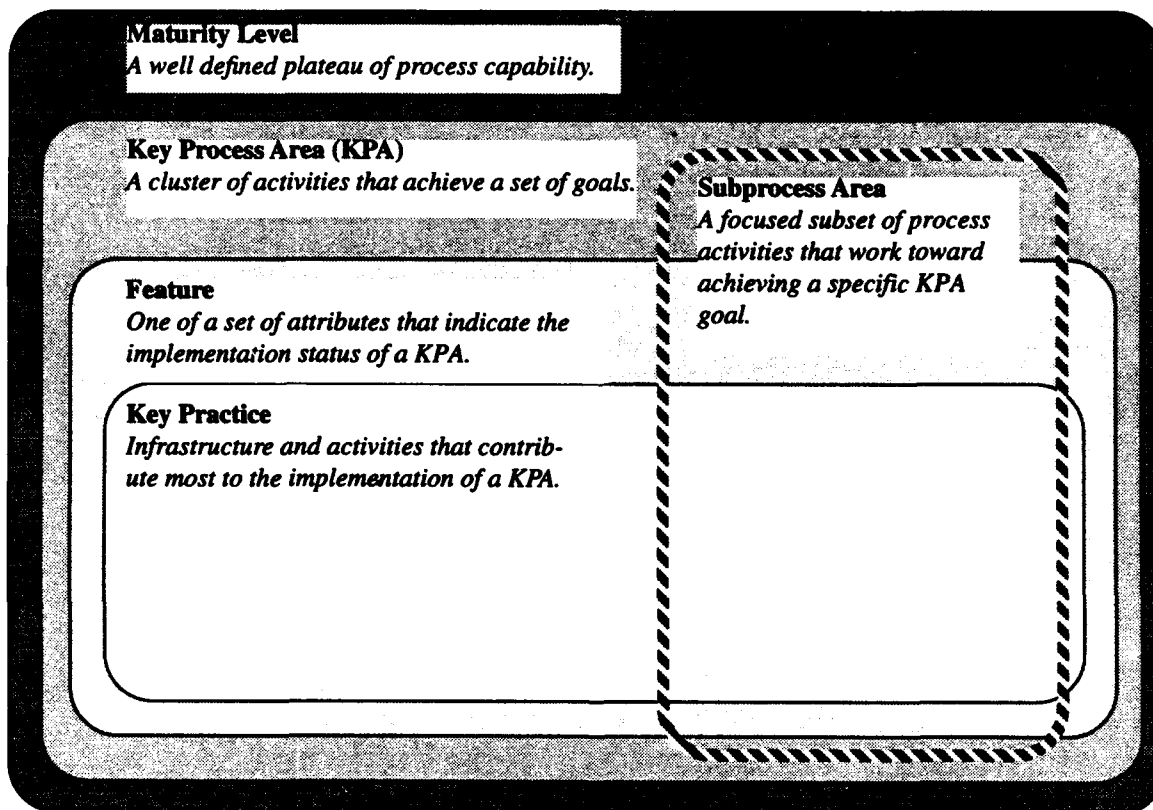 Maturity Level
A well defined plateau of process capability.
Key Process Area (KPA)
A cluster of activities that achieve a set of goals.
Subprocess Area
A focused subset of process
activities that work toward
achieving a specific KPA
goal.
Feature
One of a set of attributes that indicate the
implementation status of a KPA.
Key Practice
Infrastructure and activities that contrib-
ute most to the implementation of a KPA.